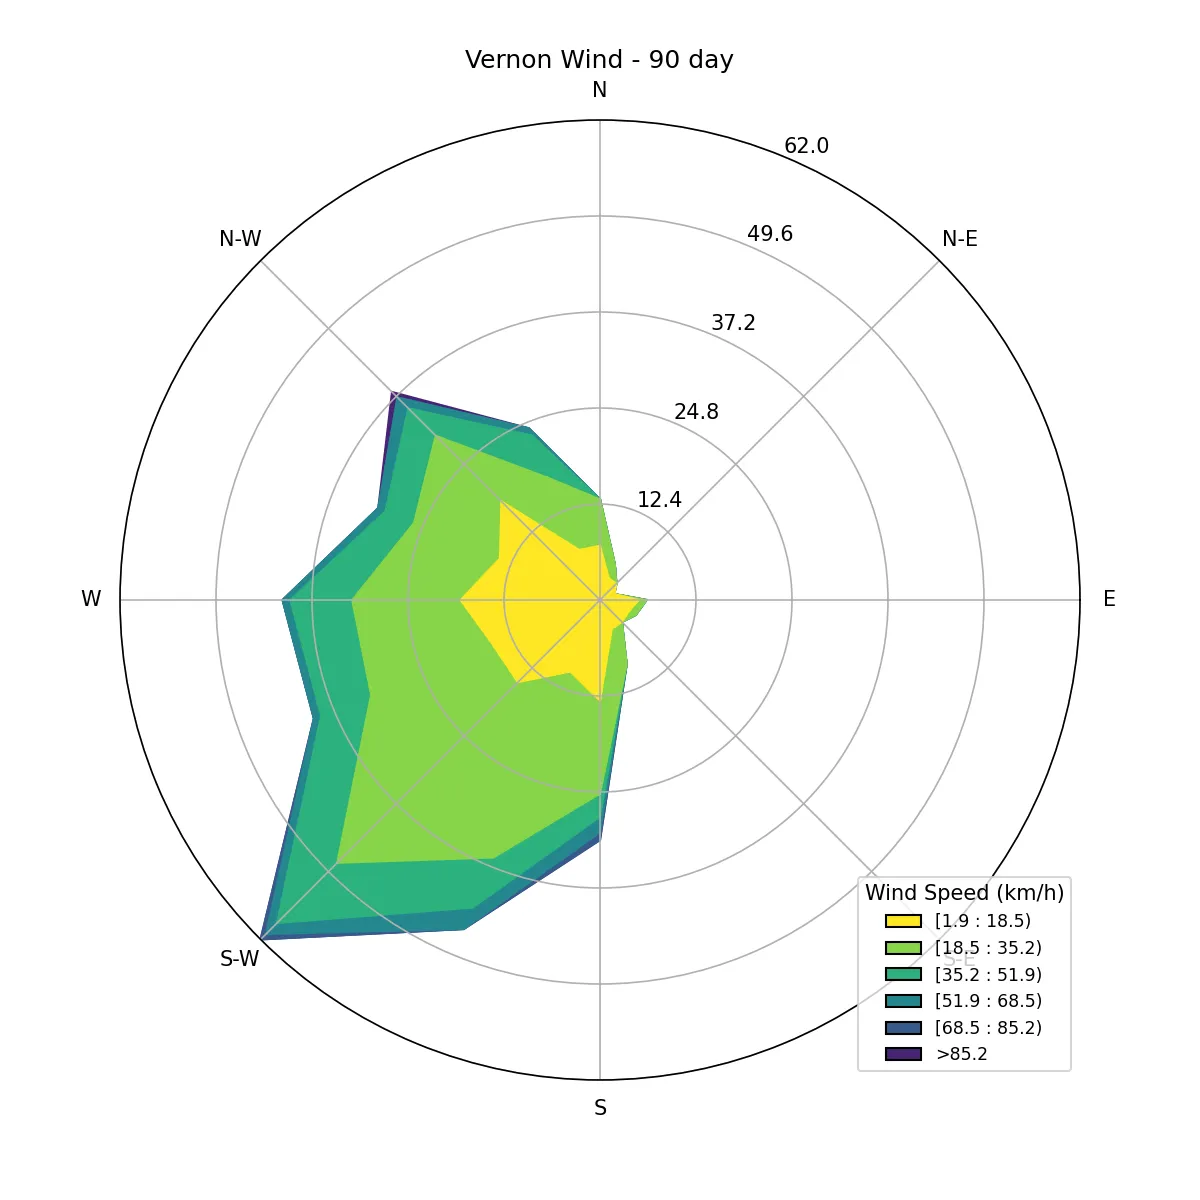 Vernon Wind - 90 day
N
62.0
N-W
49.6
N-E
37.2
24.8
12.4
W
E
Wind Speed (km/h)
[1.9 : 18.5)
[18.5 : 35.2)
S-W
S-E
[35.2 : 51.9)
[51.9 : 68.5)
[68.5 : 85.2)
>85.2
S